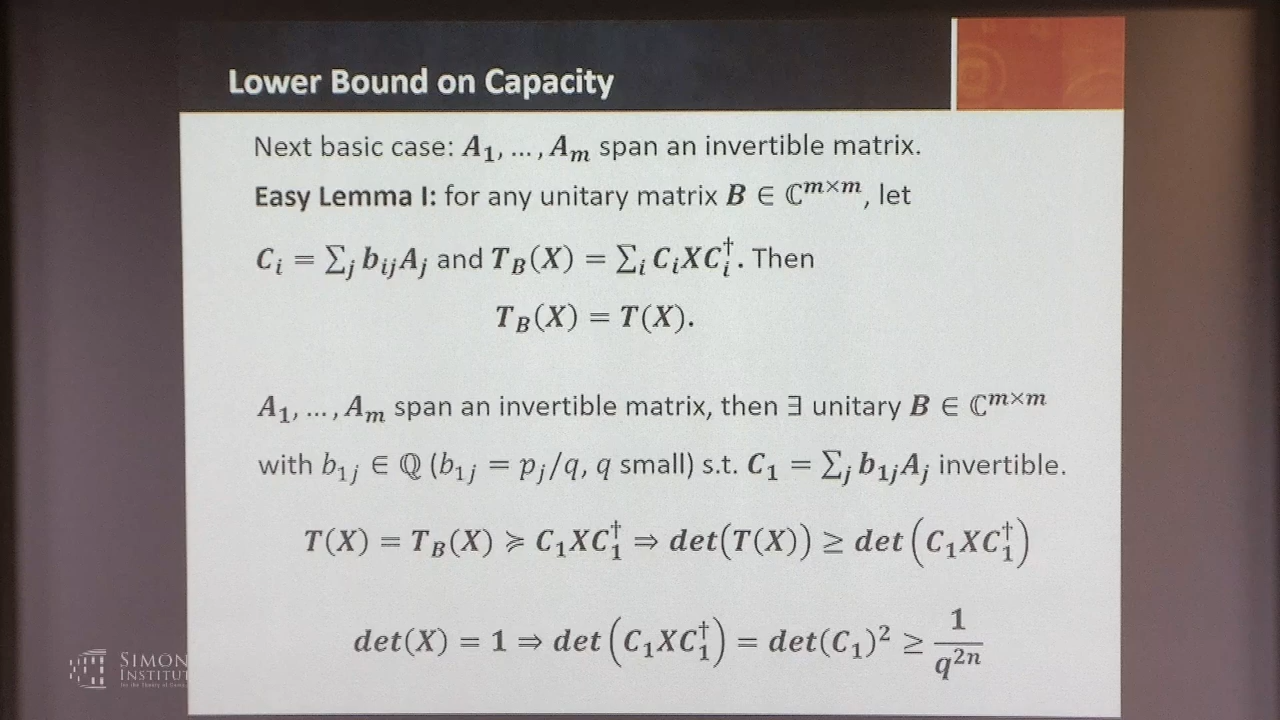 Lower Bound on Capacity
Next basic case: A₁, … , Aₘ span an invertible matrix.
Easy Lemma I: for any unitary matrix B ∈ ℂ^{m×m}, let
Cᵢ = ∑ⱼ bᵢⱼAⱼ and T_B(X) = ∑ᵢ CᵢXCᵢ^†. Then
T_B(X) = T(X).
A₁, … , Aₘ span an invertible matrix, then ∃ unitary B ∈ ℂ^{m×m}
with b₁ⱼ ∈ ℚ (b₁ⱼ = pⱼ/q, q small) s.t. C₁ = ∑ⱼ b₁ⱼAⱼ invertible.
T(X) = T_B(X) ≽ C₁XC₁^† ⇒ det(T(X)) ≥ det(C₁XC₁^†)
det(X) = 1 ⇒ det(C₁XC₁^†) = det(C₁)² ≥ 1/q^{2n}
SIMON
INSTITU